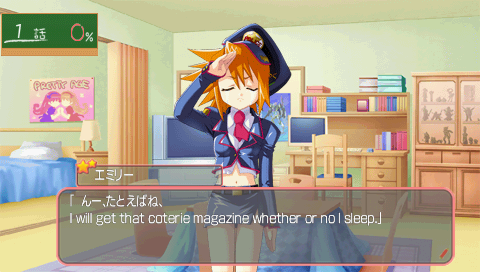 1話 0%
PRETTY AGE
エミリー
「んー、たとえばね、
I will get that coterie magazine whether or no I sleep.」